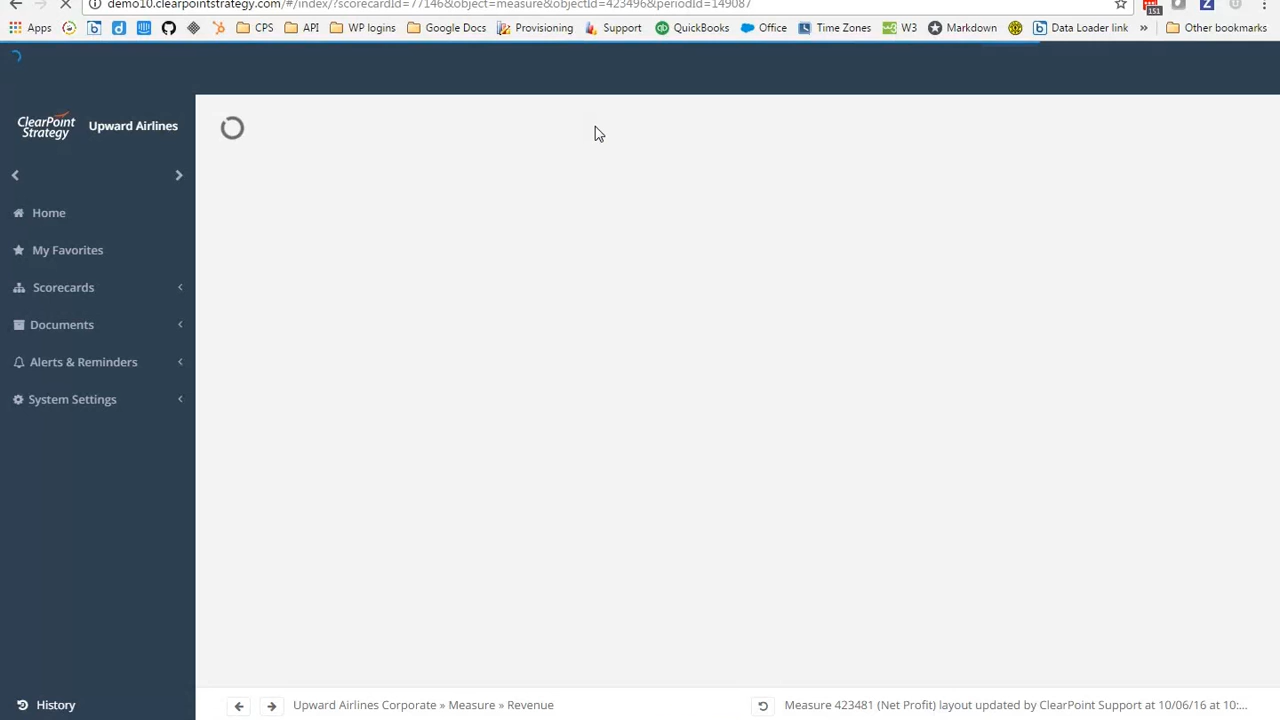 demo10.clearpointstrategy.com/#/index/?scorecardId=77146&object=measure&objectId=423496&periodId=149087
151
Apps
CPS
API
WP logins
Google Docs
Provisioning
Support
QuickBooks
Office
Time Zones
W3
Markdown
Data Loader link
»
Other bookmarks
ClearPoint
Strategy
Upward Airlines
Home
My Favorites
Scorecards
Documents
Alerts & Reminders
System Settings
History
Upward Airlines Corporate » Measure » Revenue
Measure 423481 (Net Profit) layout updated by ClearPoint Support at 10/06/16 at 10:...